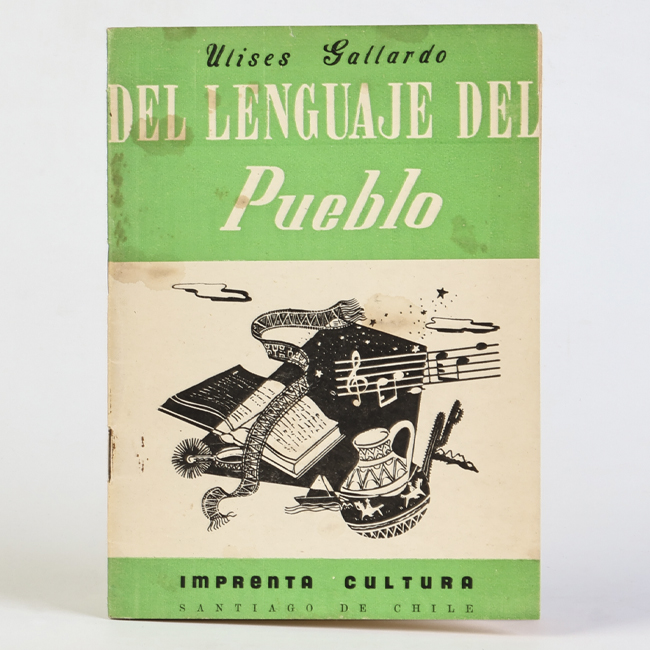 Ulises Gallardo
DEL LENGUAJE DEL
Pueblo
IMPRENTA CULTURA
SANTIAGO DE CHILE